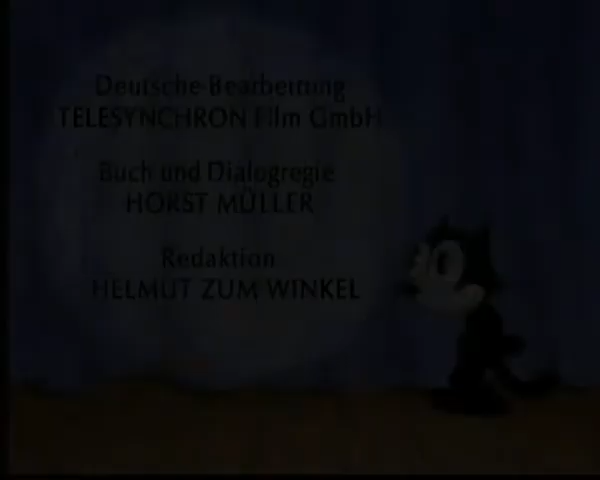 Deutsche Bearbeitung
TELESYNCHRON Film GmbH
Buch und Dialogregie
HORST MÜLLER
Redaktion
HELMUT ZUM WINKEL